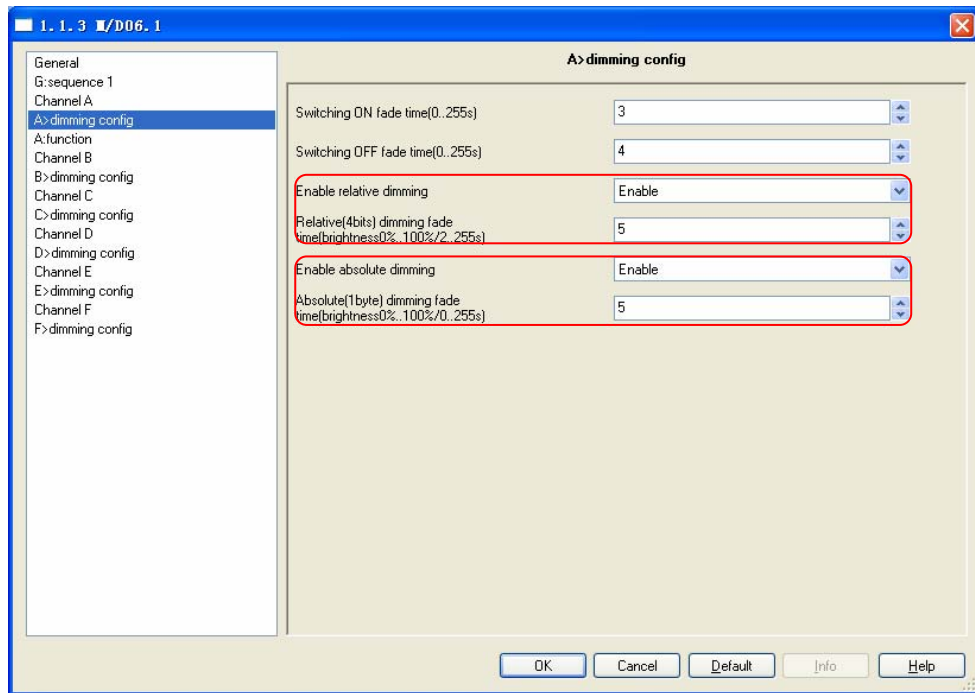 1.1.3 M/D06.1
General
G:sequence 1
Channel A
A>dimming config
A:function
Channel B
B>dimming config
Channel C
C>dimming config
Channel D
D>dimming config
Channel E
E>dimming config
Channel F
F>dimming config
A>dimming config
Switching ON fade time(0..255s)
3
Switching OFF fade time(0..255s)
4
Enable relative dimming
Enable
Relative(4bits) dimming fade
time(brightness0%..100%/2..255s)
5
Enable absolute dimming
Enable
Absolute(1byte) dimming fade
time(brightness0%..100%/0..255s)
5
OK
Cancel
Default
Info
Help